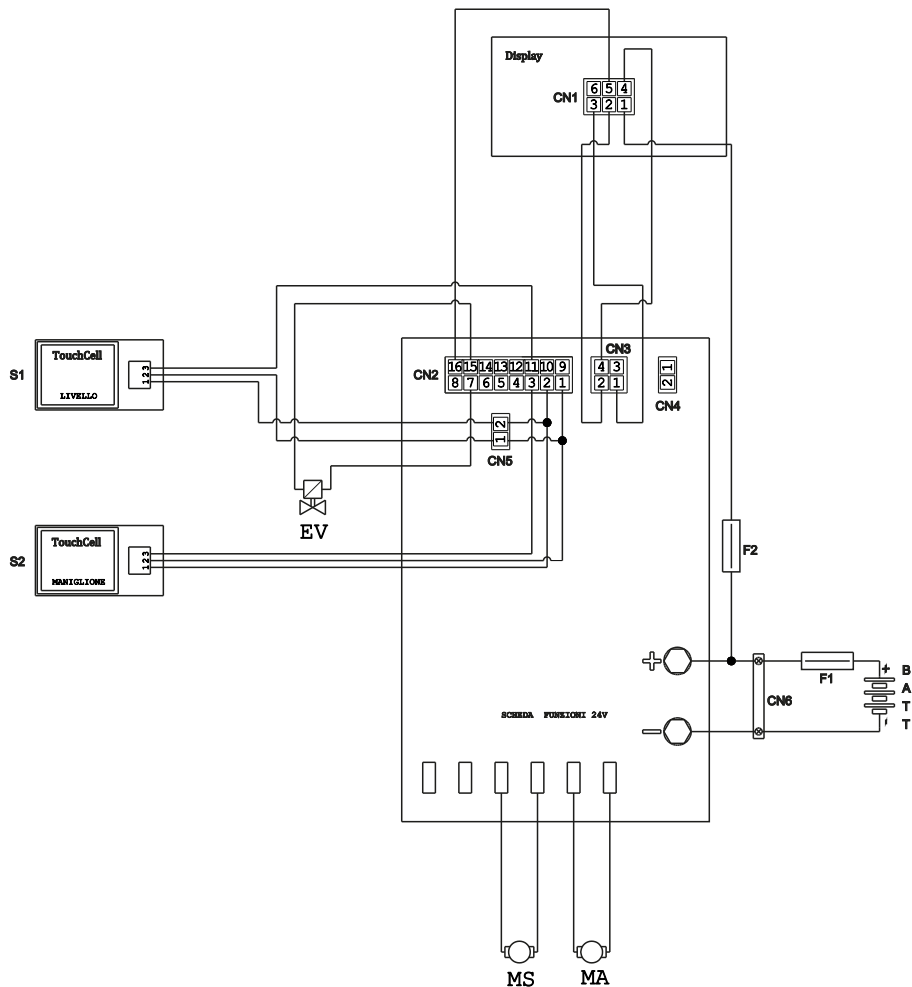 Display
CN1
6 5 4
3 2 1
S1
TouchCell
1 2 3
LIVELLO
CN2
16 15 14 13 12 11 10 9
8 7 6 5 4 3 2 1
CN3
4 3
2 1
1
2
CN4
2
1
CN5
EV
S2
TouchCell
1 2 3
MANIGLIONE
F2
+
F1
+
B
A
T
T
CN6
SCHEDA FUNZIONI 24V
-
MS
MA